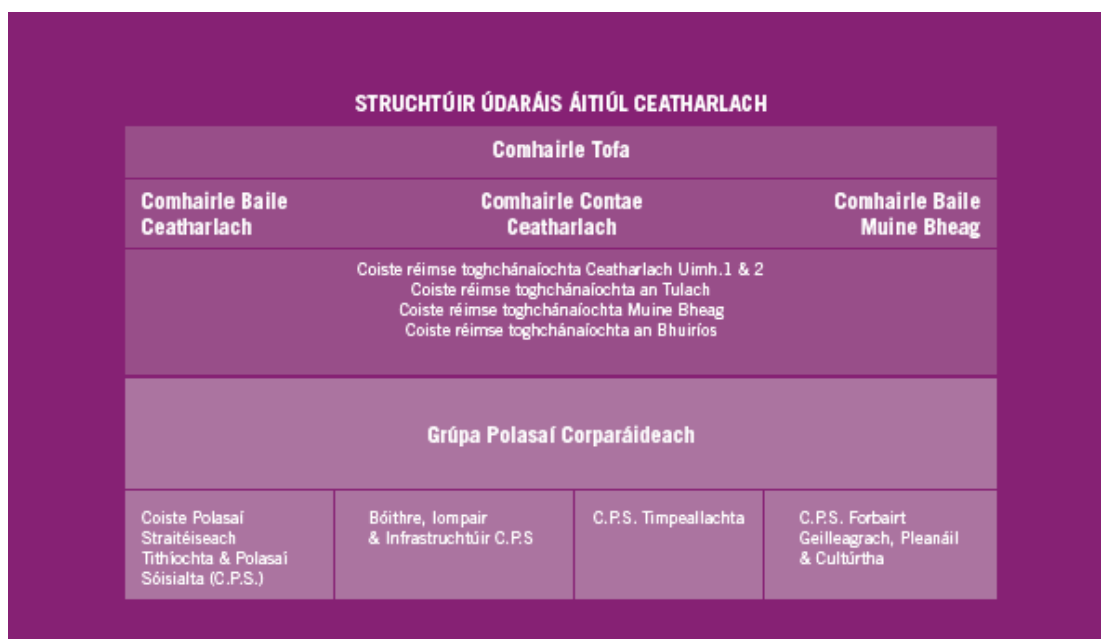 STRUCHTÚIR ÚDARÁIS ÁITIÚL CEATHARLACH
Comhairle Tofa
Comhairle Baile
Ceatharlach
Comhairle Contae
Ceatharlach
Comhairle Baile
Muine Bheag
Coiste réimse toghchánaíochta Ceatharlach Uimh.1 & 2
Coiste réimse toghchánaíochta an Tulach
Coiste réimse toghchánaíochta Muine Bheag
Coiste réimse toghchánaíochta an Bhuiríos
Grúpa Polasaí Corparáideach
Coiste Polasaí
Straitéiseach
Tithíochta & Polasaí
Sóisialta (C.P.S.)
Bóithre, Iompair
& Infrastruchtúir C.P.S
C.P.S. Timpeallachta
C.P.S. Forbairt
Geilleagrach, Pleanáil
& Cultúrtha